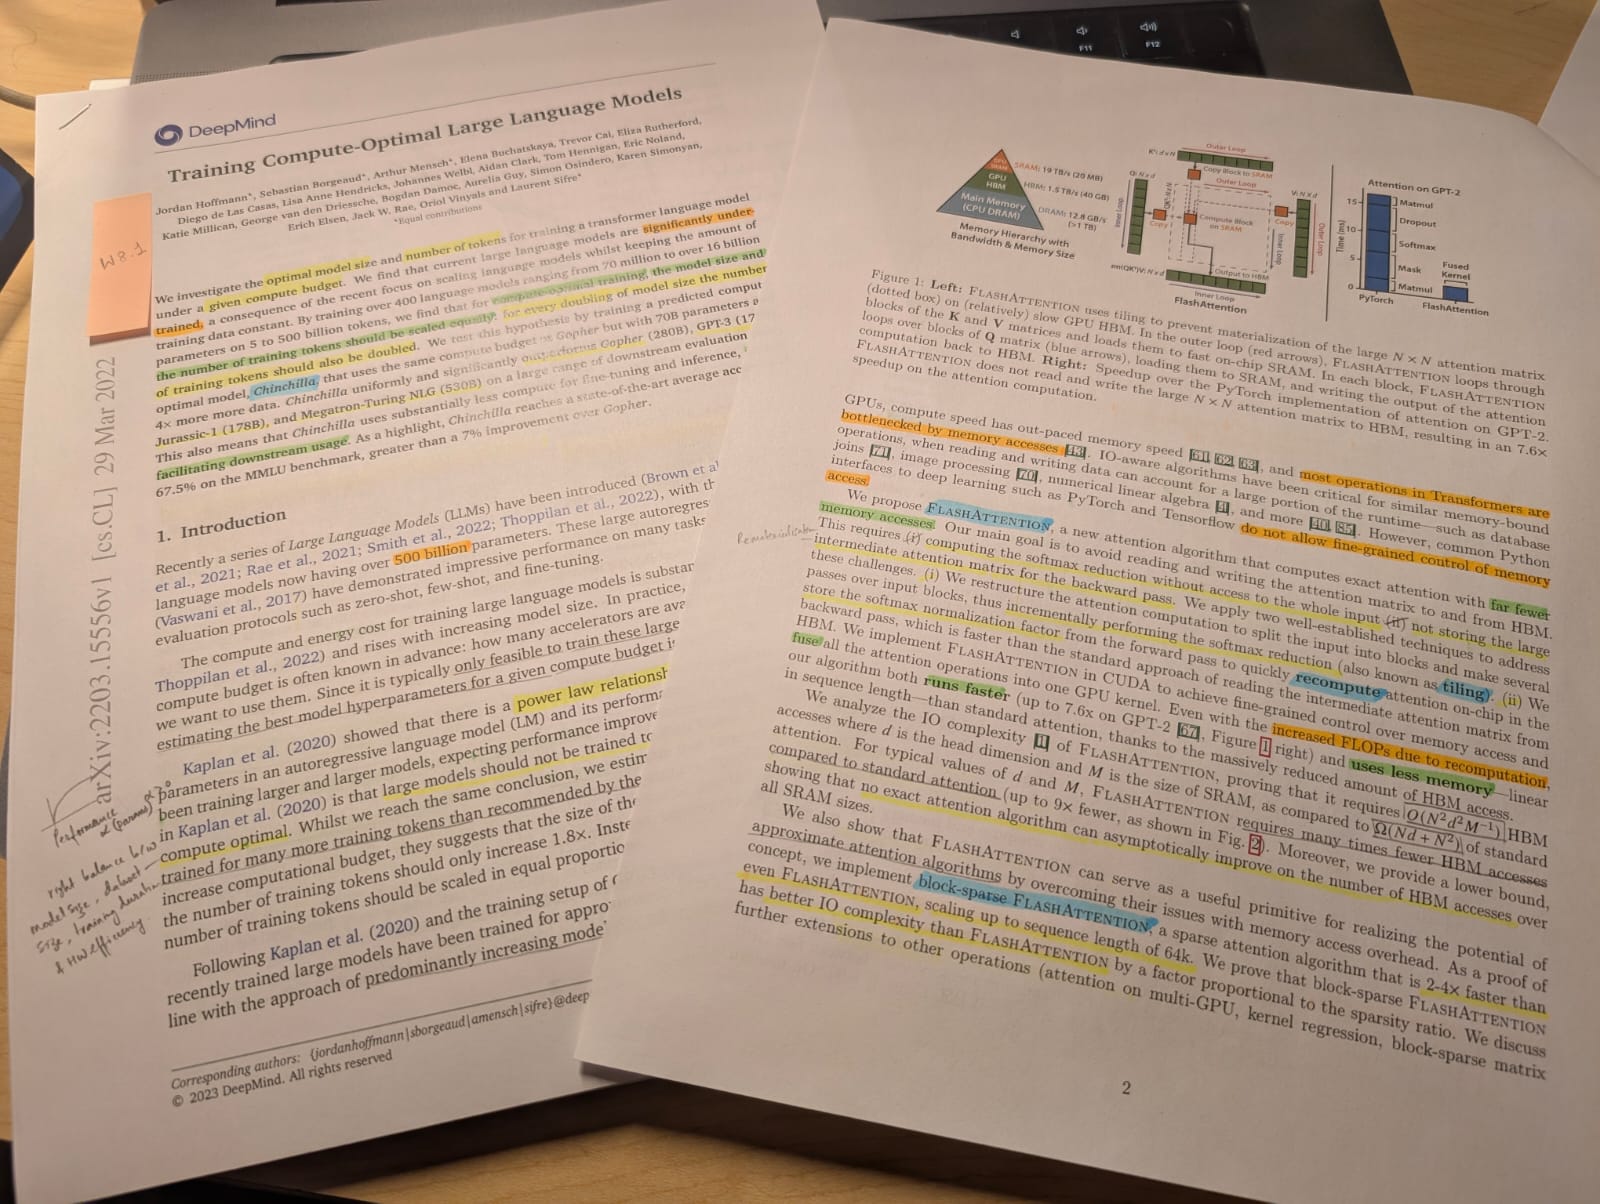 F11
F12
DeepMind
Training Compute-Optimal Large Language Models
Jordan Hoffmann*, Sebastian Borgeaud*, Arthur Mensch*, Elena Buchatskaya, Trevor Cai, Eliza Rutherford,
Diego de Las Casas, Lisa Anne Hendricks, Johannes Welbl, Aidan Clark, Tom Hennigan, Eric Noland,
Katie Millican, George van den Driessche, Bogdan Damoc, Aurelia Guy, Simon Osindero, Karen Simonyan,
Erich Elsen, Jack W. Rae, Oriol Vinyals and Laurent Sifre*
*Equal contributions
W8.1
We investigate the optimal model size and number of tokens for training a transformer language model
under a given compute budget. We find that current large language models are significantly under-
trained, a consequence of the recent focus on scaling language models whilst keeping the amount of
training data constant. By training over 400 language models ranging from 70 million to over 16 billion
parameters on 5 to 500 billion tokens, we find that for compute-optimal training, the model size and
the number of training tokens should be scaled equally: for every doubling of model size the number
of training tokens should also be doubled. We test this hypothesis by training a predicted comput
optimal model, Chinchilla, that uses the same compute budget as Gopher but with 70B parameters a
4× more more data. Chinchilla uniformly and significantly outperforms Gopher (280B), GPT-3 (17
Jurassic-1 (178B), and Megatron-Turing NLG (530B) on a large range of downstream evaluation
This also means that Chinchilla uses substantially less compute for fine-tuning and inference,
facilitating downstream usage. As a highlight, Chinchilla reaches a state-of-the-art average acc
67.5% on the MMLU benchmark, greater than a 7% improvement over Gopher.
arXiv:2203.15556v1 [cs.CL] 29 Mar 2022
1. Introduction
Recently a series of Large Language Models (LLMs) have been introduced (Brown et al
et al., 2021; Rae et al., 2021; Smith et al., 2022; Thoppilan et al., 2022), with th
language models now having over 500 billion parameters. These large autoregres
(Vaswani et al., 2017) have demonstrated impressive performance on many tasks
evaluation protocols such as zero-shot, few-shot, and fine-tuning.
The compute and energy cost for training large language models is substan
Thoppilan et al., 2022) and rises with increasing model size. In practice,
compute budget is often known in advance: how many accelerators are ava
we want to use them. Since it is typically only feasible to train these large
estimating the best model hyperparameters for a given compute budget i
Kaplan et al. (2020) showed that there is a power law relationsh
parameters in an autoregressive language model (LM) and its performa
been training larger and larger models, expecting performance improve
in Kaplan et al. (2020) is that large models should not be trained to
compute optimal. Whilst we reach the same conclusion, we estim
trained for many more training tokens than recommended by the
increase computational budget, they suggests that the size of the
the number of training tokens should only increase 1.8×. Inste
number of training tokens should be scaled in equal proportio
Following Kaplan et al. (2020) and the training setup of
recently trained large models have been trained for appro
line with the approach of predominantly increasing mode
Performance
α (params)
right balance b/w
model size, dataset
size, training duration
& HW efficiency
Corresponding authors: {jordanhoffmann|sborgeaud|amensch|sifre}@deep
© 2023 DeepMind. All rights reserved
GPU
SRAM
GPU
HBM
Main Memory
(CPU DRAM)
SRAM: 19 TB/s (20 MB)
HBM: 1.5 TB/s (40 GB)
DRAM: 12.8 GB/s
(>1 TB)
Memory Hierarchy with
Bandwidth & Memory Size
Outer Loop
Kᵀ: d x N
Copy Block to SRAM
Q: N x d
V: N x d
Outer Loop
Copy
Compute Block
on SRAM
Copy
Inner Loop
Inner Loop
Outer Loop
Output to HBM
sm(QKᵀ)V: N x d
Inner Loop
FlashAttention
Attention on GPT-2
Time (ms)
15
10
5
0
Matmul
Dropout
Softmax
Mask
Matmul
Fused
Kernel
PyTorch
FlashAttention
Figure 1: Left: FLASHATTENTION uses tiling to prevent materialization of the large N × N attention matrix
(dotted box) on (relatively) slow GPU HBM. In the outer loop (red arrows), FLASHATTENTION loops through
blocks of the K and V matrices and loads them to fast on-chip SRAM. In each block, FLASHATTENTION
loops over blocks of Q matrix (blue arrows), loading them to SRAM, and writing the output of the attention
computation back to HBM. Right: Speedup over the PyTorch implementation of attention on GPT-2.
FLASHATTENTION does not read and write the large N × N attention matrix to HBM, resulting in an 7.6×
speedup on the attention computation.
GPUs, compute speed has out-paced memory speed [61, 62, 63], and most operations in Transformers are
bottlenecked by memory accesses [43]. IO-aware algorithms have been critical for similar memory-bound
operations, when reading and writing data can account for a large portion of the runtime—such as database
joins [71], image processing [70], numerical linear algebra [4], and more [40, 85]. However, common Python
interfaces to deep learning such as PyTorch and Tensorflow do not allow fine-grained control of memory
access.
We propose FLASHATTENTION, a new attention algorithm that computes exact attention with far fewer
memory accesses. Our main goal is to avoid reading and writing the attention matrix to and from HBM.
This requires (i) computing the softmax reduction without access to the whole input (ii) not storing the large
intermediate attention matrix for the backward pass. We apply two well-established techniques to address
these challenges. (i) We restructure the attention computation to split the input into blocks and make several
passes over input blocks, thus incrementally performing the softmax reduction (also known as tiling). (ii) We
store the softmax normalization factor from the forward pass to quickly recompute attention on-chip in the
backward pass, which is faster than the standard approach of reading the intermediate attention matrix from
HBM. We implement FLASHATTENTION in CUDA to achieve fine-grained control over memory access and
fuse all the attention operations into one GPU kernel. Even with the increased FLOPs due to recomputation,
our algorithm both runs faster (up to 7.6x on GPT-2 [67], Figure 1 right) and uses less memory—linear
in sequence length—than standard attention, thanks to the massively reduced amount of HBM access.
We analyze the IO complexity [1] of FLASHATTENTION, proving that it requires O(N²d²M⁻¹) HBM
accesses where d is the head dimension and M is the size of SRAM, as compared to Ω(Nd + N²) of standard
attention. For typical values of d and M, FLASHATTENTION requires many times fewer HBM accesses
compared to standard attention (up to 9× fewer, as shown in Fig. 2). Moreover, we provide a lower bound,
showing that no exact attention algorithm can asymptotically improve on the number of HBM accesses over
all SRAM sizes.
We also show that FLASHATTENTION can serve as a useful primitive for realizing the potential of
approximate attention algorithms by overcoming their issues with memory access overhead. As a proof of
concept, we implement block-sparse FLASHATTENTION, a sparse attention algorithm that is 2-4× faster than
even FLASHATTENTION, scaling up to sequence length of 64k. We prove that block-sparse FLASHATTENTION
has better IO complexity than FLASHATTENTION by a factor proportional to the sparsity ratio. We discuss
further extensions to other operations (attention on multi-GPU, kernel regression, block-sparse matrix
2